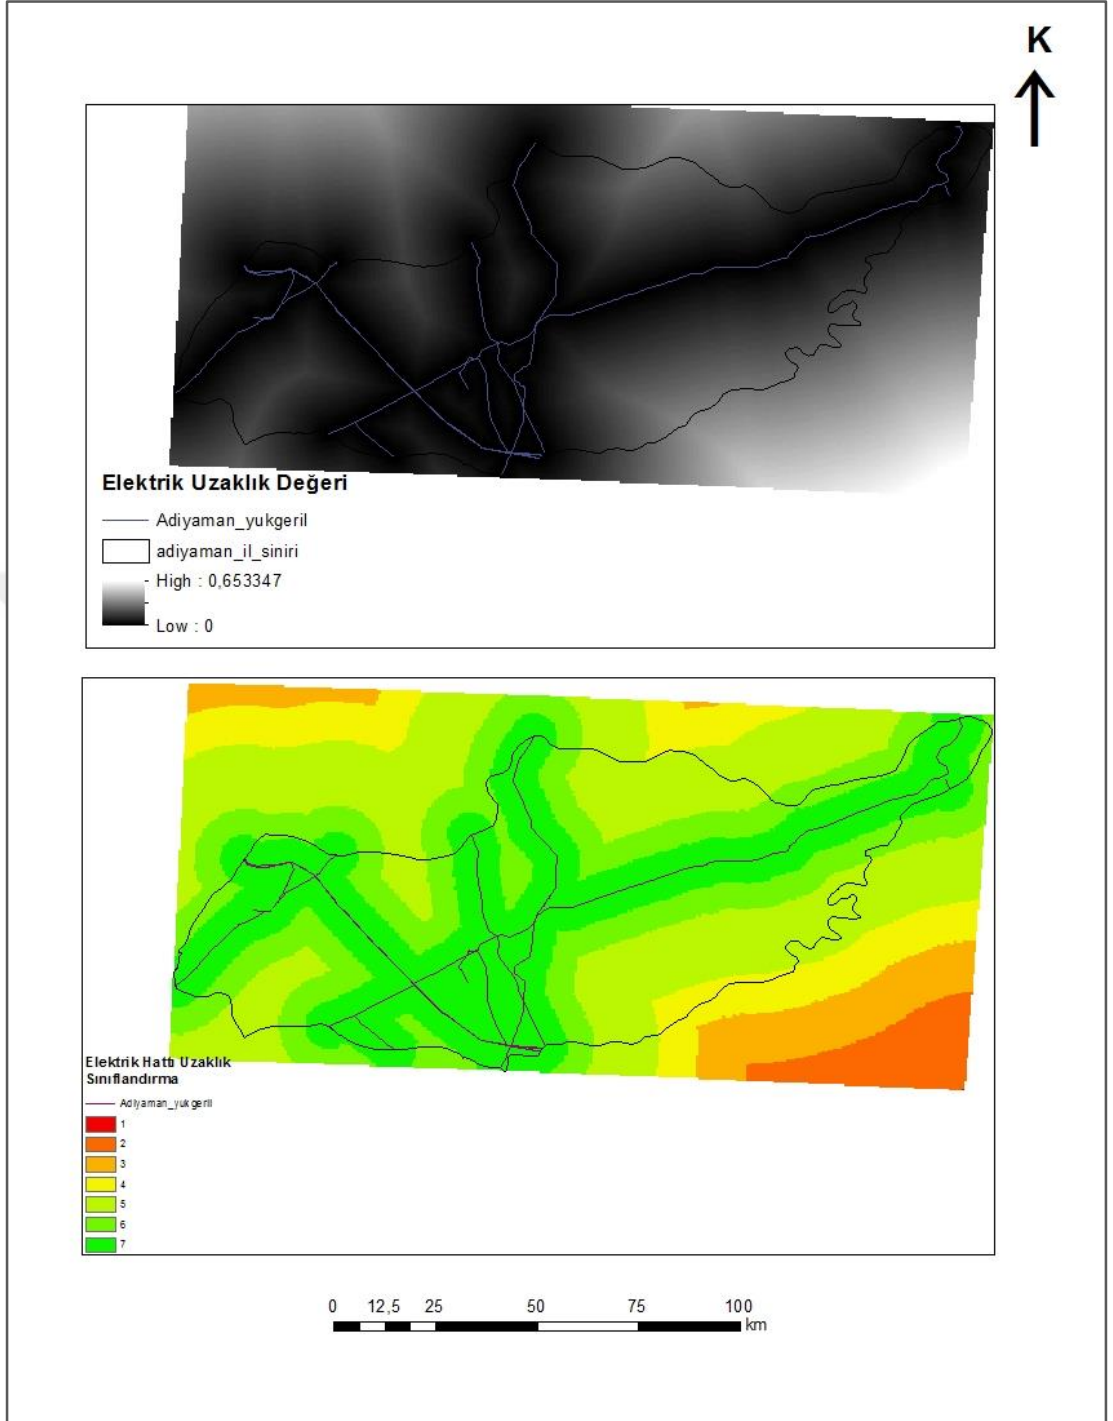 K
Elektrik Uzaklık Değeri
Adiyaman_yukgeril
adiyaman_il_siniri
High : 0,653347
Low : 0
Elektrik Hattı Uzaklık
Sınıflandırma
Adiyaman_yukgeril
1
2
3
4
5
6
7
0 12,5 25 50 75 100
km